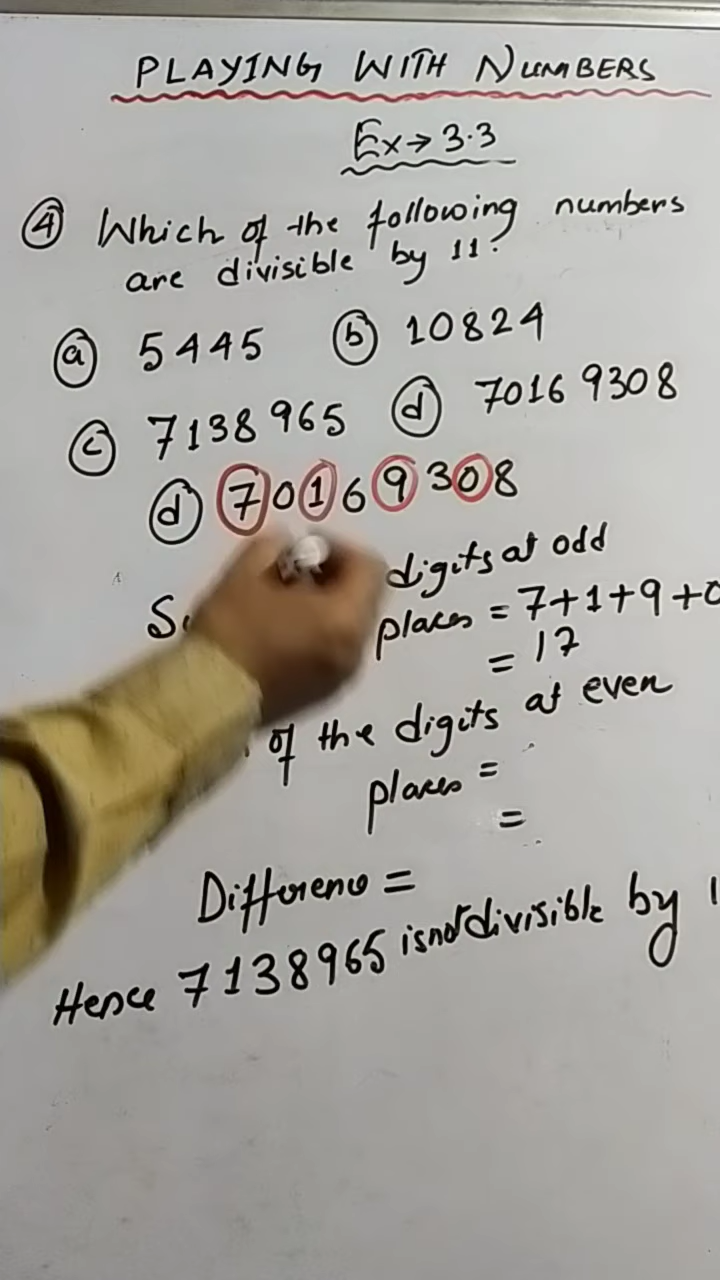 PLAYING WITH NUMBERS
Ex→ 3.3
④ Which of the following numbers
are divisible by 11?
ⓐ 5445 ⓑ 10824
ⓒ 7138965 ⓓ 70169308
ⓓ 70169308
digits at odd
places = 7+1+9+0
= 17
of the digits at even
places =
=
Difference =
Hence 7138965 is not divisible by